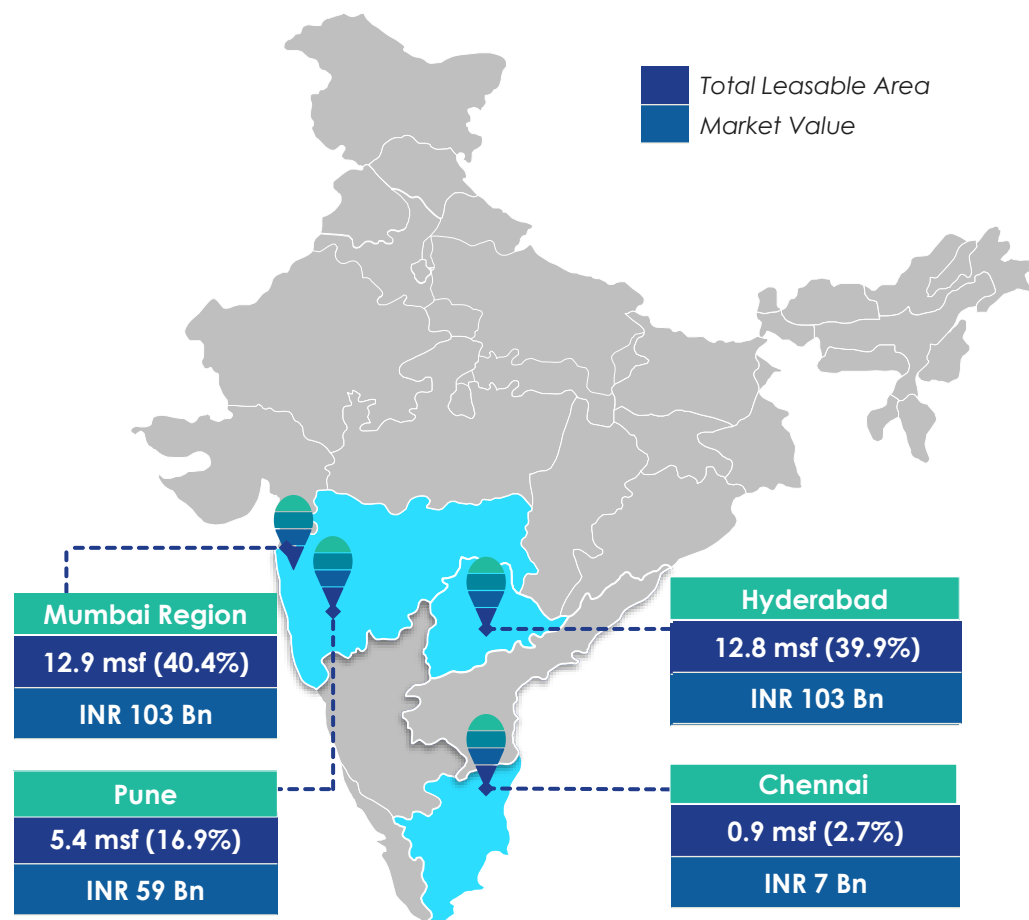 Total Leasable Area
Market Value
Mumbai Region
12.9 msf (40.4%)
INR 103 Bn
Hyderabad
12.8 msf (39.9%)
INR 103 Bn
Pune
5.4 msf (16.9%)
INR 59 Bn
Chennai
0.9 msf (2.7%)
INR 7 Bn